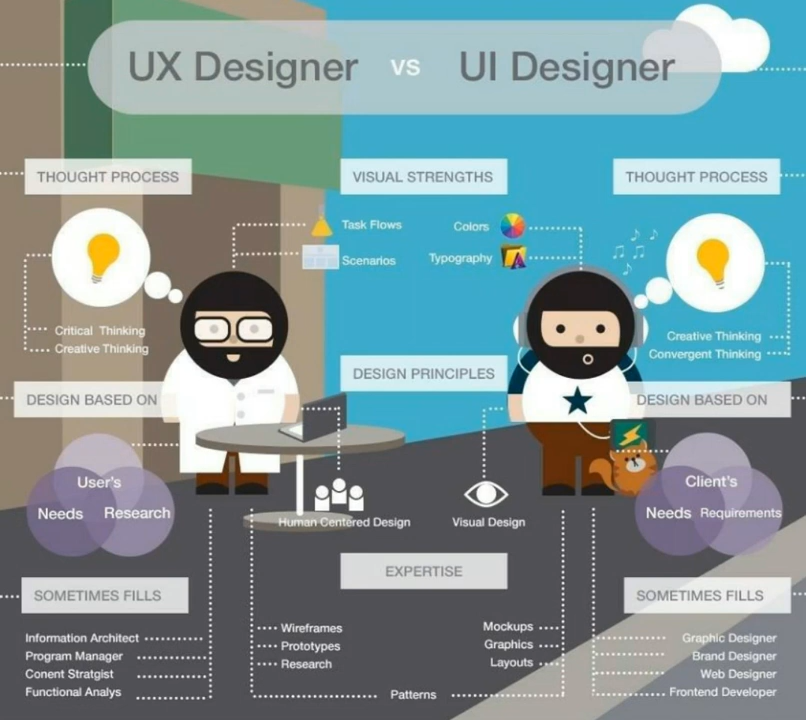 UX Designer vs UI Designer
THOUGHT PROCESS
VISUAL STRENGTHS
THOUGHT PROCESS
Task Flows
Colors
Scenarios
Typography
Critical Thinking
Creative Thinking
Creative Thinking
Convergent Thinking
DESIGN PRINCIPLES
DESIGN BASED ON
DESIGN BASED ON
User's
Needs
Research
Client's
Needs
Requirements
Human Centered Design
Visual Design
EXPERTISE
SOMETIMES FILLS
SOMETIMES FILLS
Information Architect
Program Manager
Conent Stratgist
Functional Analys
Wireframes
Prototypes
Research
Mockups
Graphics
Layouts
Patterns
Graphic Designer
Brand Designer
Web Designer
Frontend Developer